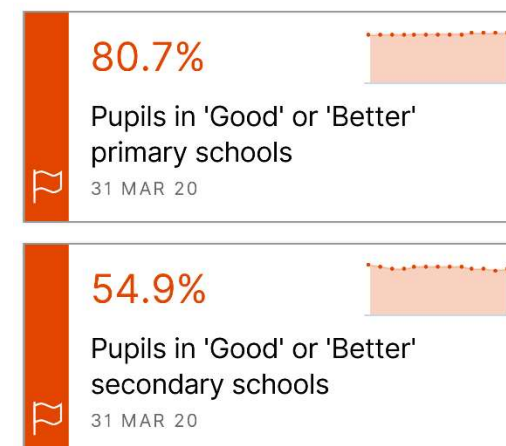 80.7%
Pupils in 'Good' or 'Better'
primary schools
31 MAR 20
54.9%
Pupils in 'Good' or 'Better'
secondary schools
31 MAR 20